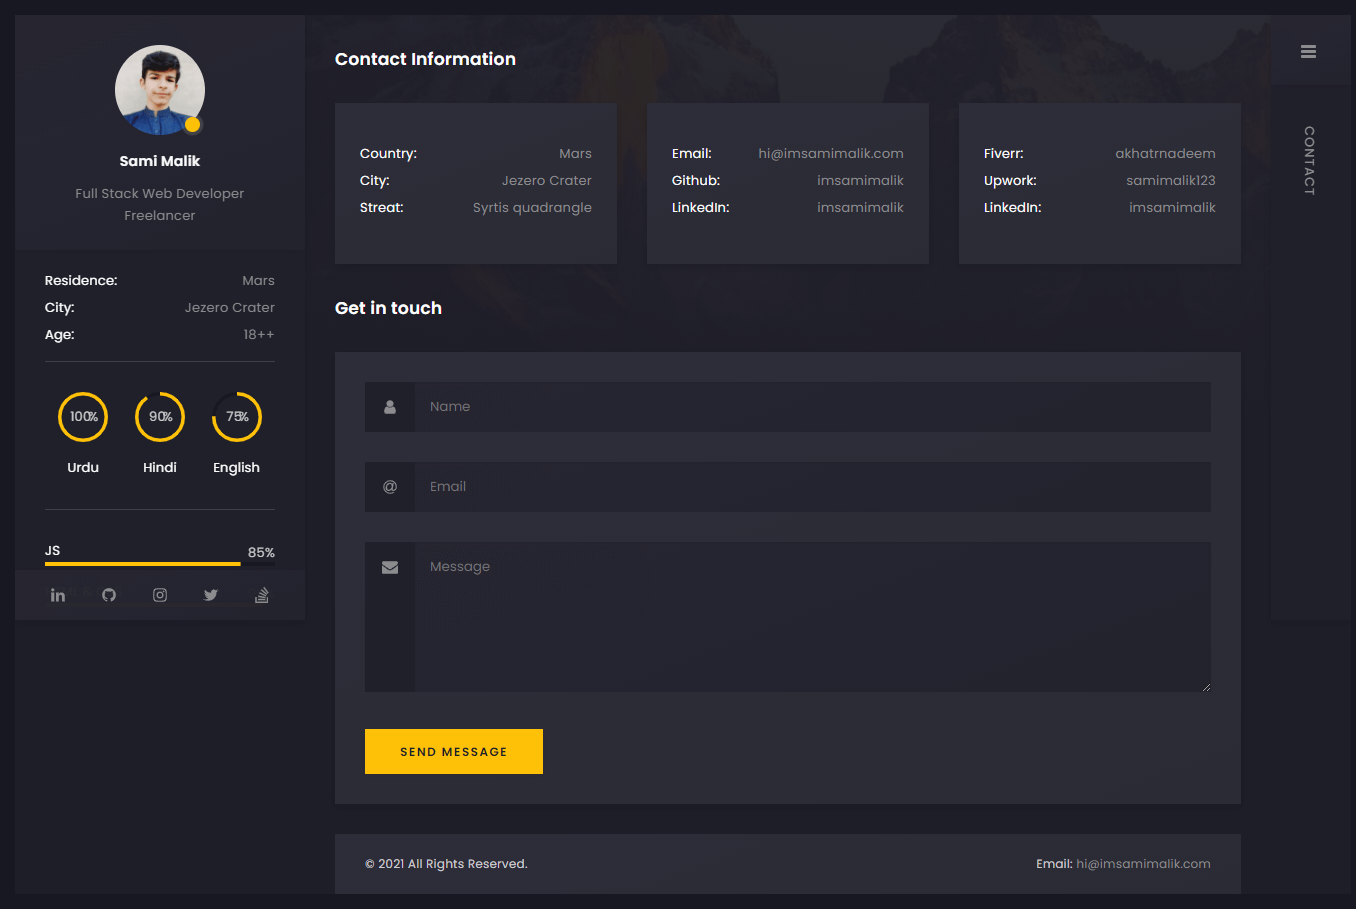 Sami Malik
Full Stack Web Developer
Freelancer
Residence: Mars
City: Jezero Crater
Age: 18++
100% 90% 75%
Urdu Hindi English
JS 85%
Contact Information
Country: Mars
City: Jezero Crater
Streat: Syrtis quadrangle
Email: hi@imsamimalik.com
Github: imsamimalik
LinkedIn: imsamimalik
Fiverr: akhatrnadeem
Upwork: samimalik123
LinkedIn: imsamimalik
Get in touch
Name
@ Email
Message
SEND MESSAGE
© 2021 All Rights Reserved. Email: hi@imsamimalik.com
CONTACT